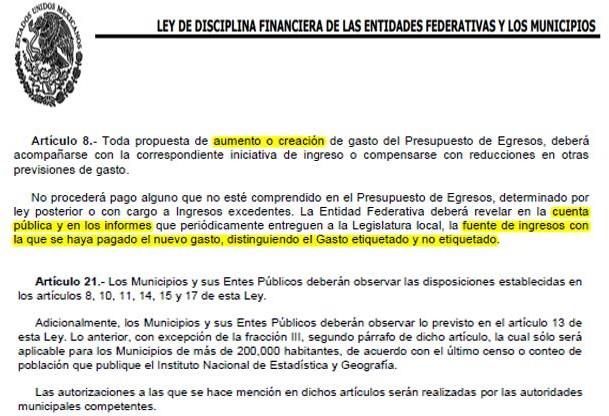 ESTADOS UNIDOS MEXICANOS
LEY DE DISCIPLINA FINANCIERA DE LAS ENTIDADES FEDERATIVAS Y LOS MUNICIPIOS
Artículo 8.- Toda propuesta de aumento o creación de gasto del Presupuesto de Egresos, deberá
acompañarse con la correspondiente iniciativa de ingreso o compensarse con reducciones en otras
previsiones de gasto.
No procederá pago alguno que no esté comprendido en el Presupuesto de Egresos, determinado por
ley posterior o con cargo a Ingresos excedentes. La Entidad Federativa deberá revelar en la cuenta
pública y en los informes que periódicamente entreguen a la Legislatura local, la fuente de ingresos con
la que se haya pagado el nuevo gasto, distinguiendo el Gasto etiquetado y no etiquetado.
Artículo 21.- Los Municipios y sus Entes Públicos deberán observar las disposiciones establecidas en
los artículos 8, 10, 11, 14, 15 y 17 de esta Ley.
Adicionalmente, los Municipios y sus Entes Públicos deberán observar lo previsto en el artículo 13 de
esta Ley. Lo anterior, con excepción de la fracción III, segundo párrafo de dicho artículo, la cual sólo será
aplicable para los Municipios de más de 200,000 habitantes, de acuerdo con el último censo o conteo de
población que publique el Instituto Nacional de Estadística y Geografía.
Las autorizaciones a las que se hace mención en dichos artículos serán realizadas por las autoridades
municipales competentes.